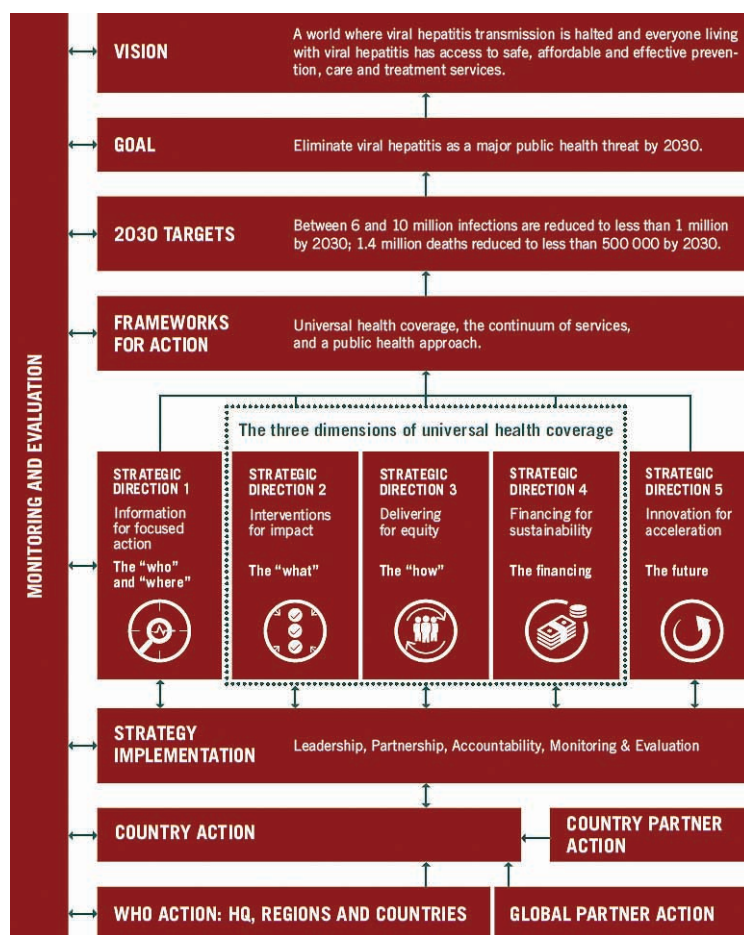 MONITORING AND EVALUATION
VISION
A world where viral hepatitis transmission is halted and everyone living
with viral hepatitis has access to safe, affordable and effective preven-
tion, care and treatment services.
GOAL
Eliminate viral hepatitis as a major public health threat by 2030.
2030 TARGETS
Between 6 and 10 million infections are reduced to less than 1 million
by 2030; 1.4 million deaths reduced to less than 500 000 by 2030.
FRAMEWORKS
FOR ACTION
Universal health coverage, the continuum of services,
and a public health approach.
The three dimensions of universal health coverage
STRATEGIC
DIRECTION 1
Information
for focused
action
The “who”
and “where”
STRATEGIC
DIRECTION 2
Interventions
for impact
The “what”
STRATEGIC
DIRECTION 3
Delivering
for equity
The “how”
STRATEGIC
DIRECTION 4
Financing for
sustainability
The financing
STRATEGIC
DIRECTION 5
Innovation for
acceleration
The future
STRATEGY
IMPLEMENTATION
Leadership, Partnership, Accountability, Monitoring & Evaluation
COUNTRY ACTION
COUNTRY PARTNER
ACTION
WHO ACTION: HQ, REGIONS AND COUNTRIES
GLOBAL PARTNER ACTION